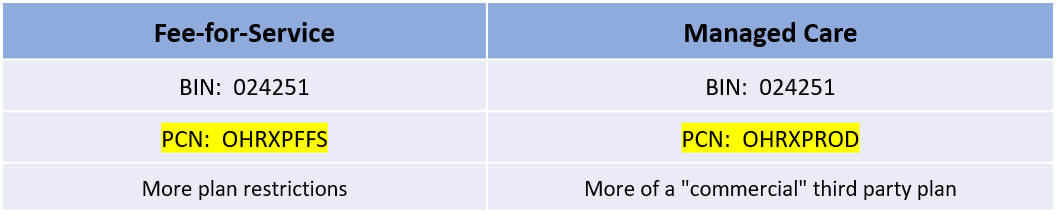 Fee-for-Service
Managed Care
BIN:  024251
BIN:  024251
PCN:  OHRXPFFS
PCN:  OHRXPROD
More plan restrictions
More of a "commercial" third party plan